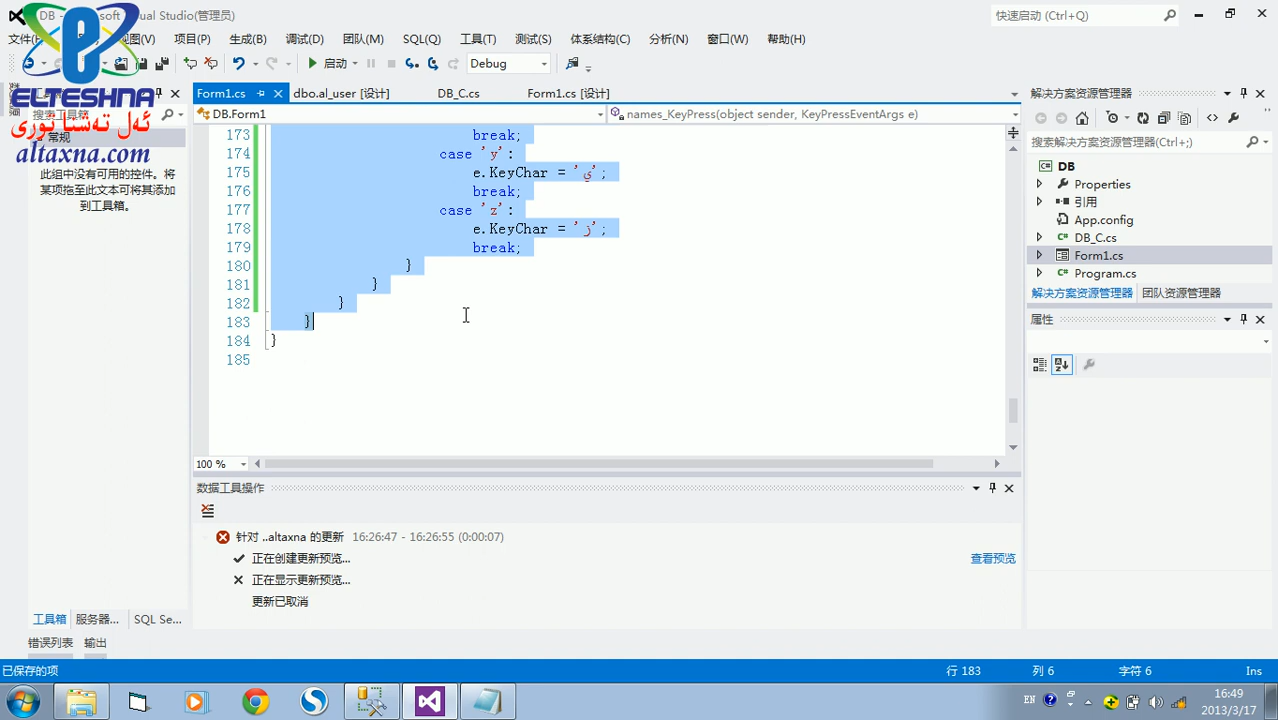 DB - Microsoft Visual Studio(管理员)
快速启动 (Ctrl+Q)
视图(V) 项目(P) 生成(B) 调试(D) 团队(M) SQL(Q) 工具(T) 测试(S) 体系结构(C) 分析(N) 窗口(W) 帮助(H)
启动 Debug
ELTESHNA
ئەل تەسنا تورى
altaxna.com
搜索工具箱
常规
此组中没有可用的控件。将
某项拖至此文本可将其添
加到工具箱。
Form1.cs dbo.al_user [设计] DB_C.cs Form1.cs [设计]
DB.Form1 names_KeyPress(object sender, KeyPressEventArgs e)
173 break;
174 case 'y':
175 e.KeyChar = 'ي';
176 break;
177 case 'z':
178 e.KeyChar = 'ز';
179 break;
180 }
181 }
182 }
183 }
184 }
185
100 %
数据工具操作
针对 ..altaxna 的更新 16:26:47 - 16:26:55 (0:00:07)
正在创建更新预览... 查看预览
正在显示更新预览...
更新已取消
解决方案资源管理器
搜索解决方案资源管理器(Ctrl+;)
DB
Properties
引用
App.config
DB_C.cs
Form1.cs
Program.cs
解决方案资源管理器 团队资源管理器
属性
工具箱 服务器... SQL Se...
错误列表 输出
已保存的项 行 183 列 6 字符 6 Ins
EN 16:49
2013/3/17